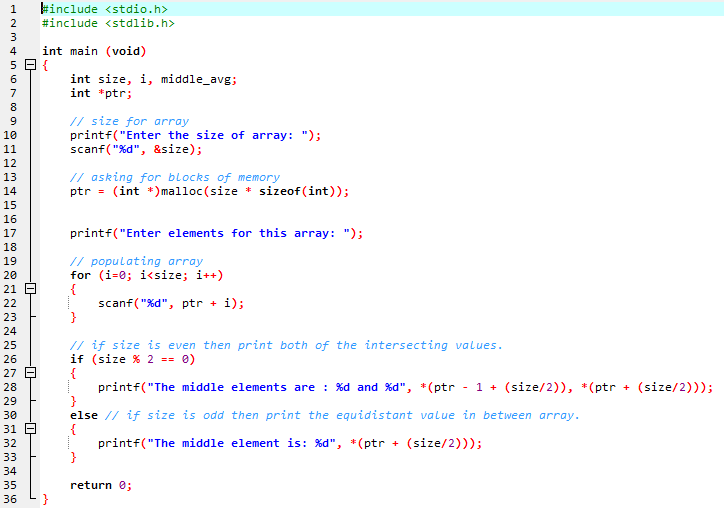 1 #include <stdio.h>
2 #include <stdlib.h>
3
4 int main (void)
5 {
6 int size, i, middle_avg;
7 int *ptr;
8
9 // size for array
10 printf("Enter the size of array: ");
11 scanf("%d", &size);
12
13 // asking for blocks of memory
14 ptr = (int *)malloc(size * sizeof(int));
15
16
17 printf("Enter elements for this array: ");
18
19 // populating array
20 for (i=0; i<size; i++)
21 {
22 scanf("%d", ptr + i);
23 }
24
25 // if size is even then print both of the intersecting values.
26 if (size % 2 == 0)
27 {
28 printf("The middle elements are : %d and %d", *(ptr - 1 + (size/2)), *(ptr + (size/2)));
29 }
30 else // if size is odd then print the equidistant value in between array.
31 {
32 printf("The middle element is: %d", *(ptr + (size/2)));
33 }
34
35 return 0;
36 }